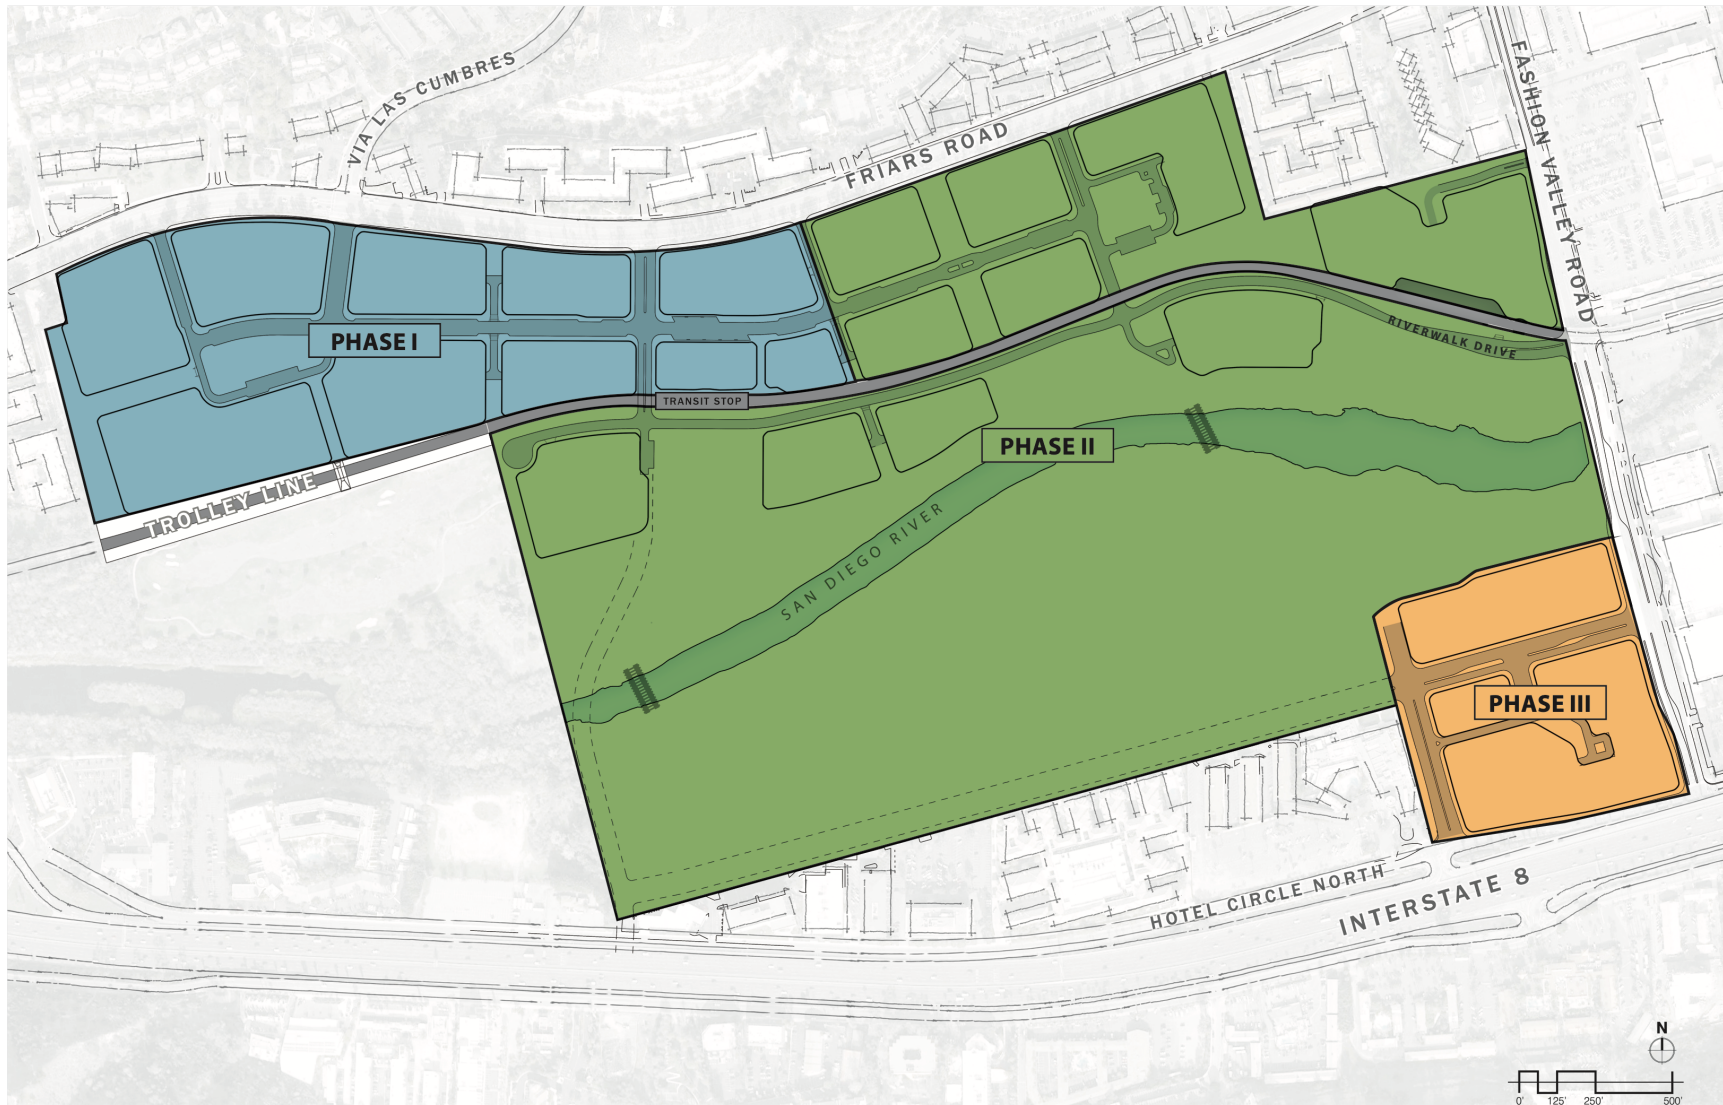 VIA LAS CUMBRES
FRIARS ROAD
FASHION VALLEY ROAD
PHASE I
RIVERWALK DRIVE
TRANSIT STOP
PHASE II
TROLLEY LINE
SAN DIEGO RIVER
PHASE III
HOTEL CIRCLE NORTH
INTERSTATE 8
N
0' 125' 250' 500'